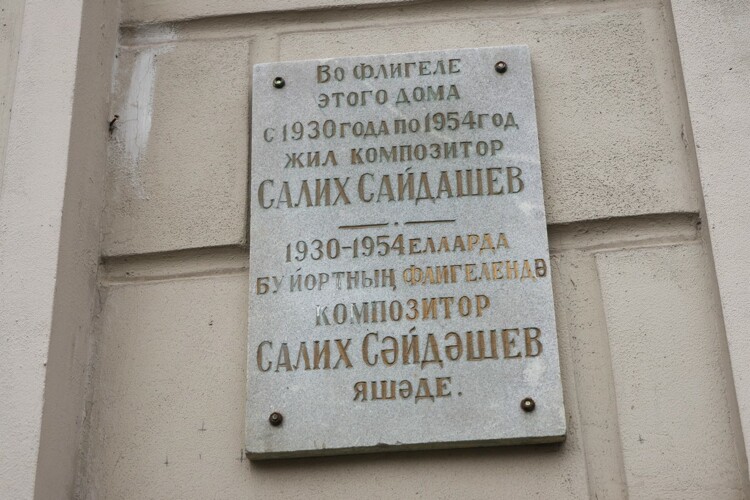 Во флигеле
этого дома
с 1930 года по 1954 год
жил композитор
Салих Сайдашев
1930-1954 елларда
бу йортның флигелендә
композитор
Салих Сәйдәшев
яшәде.